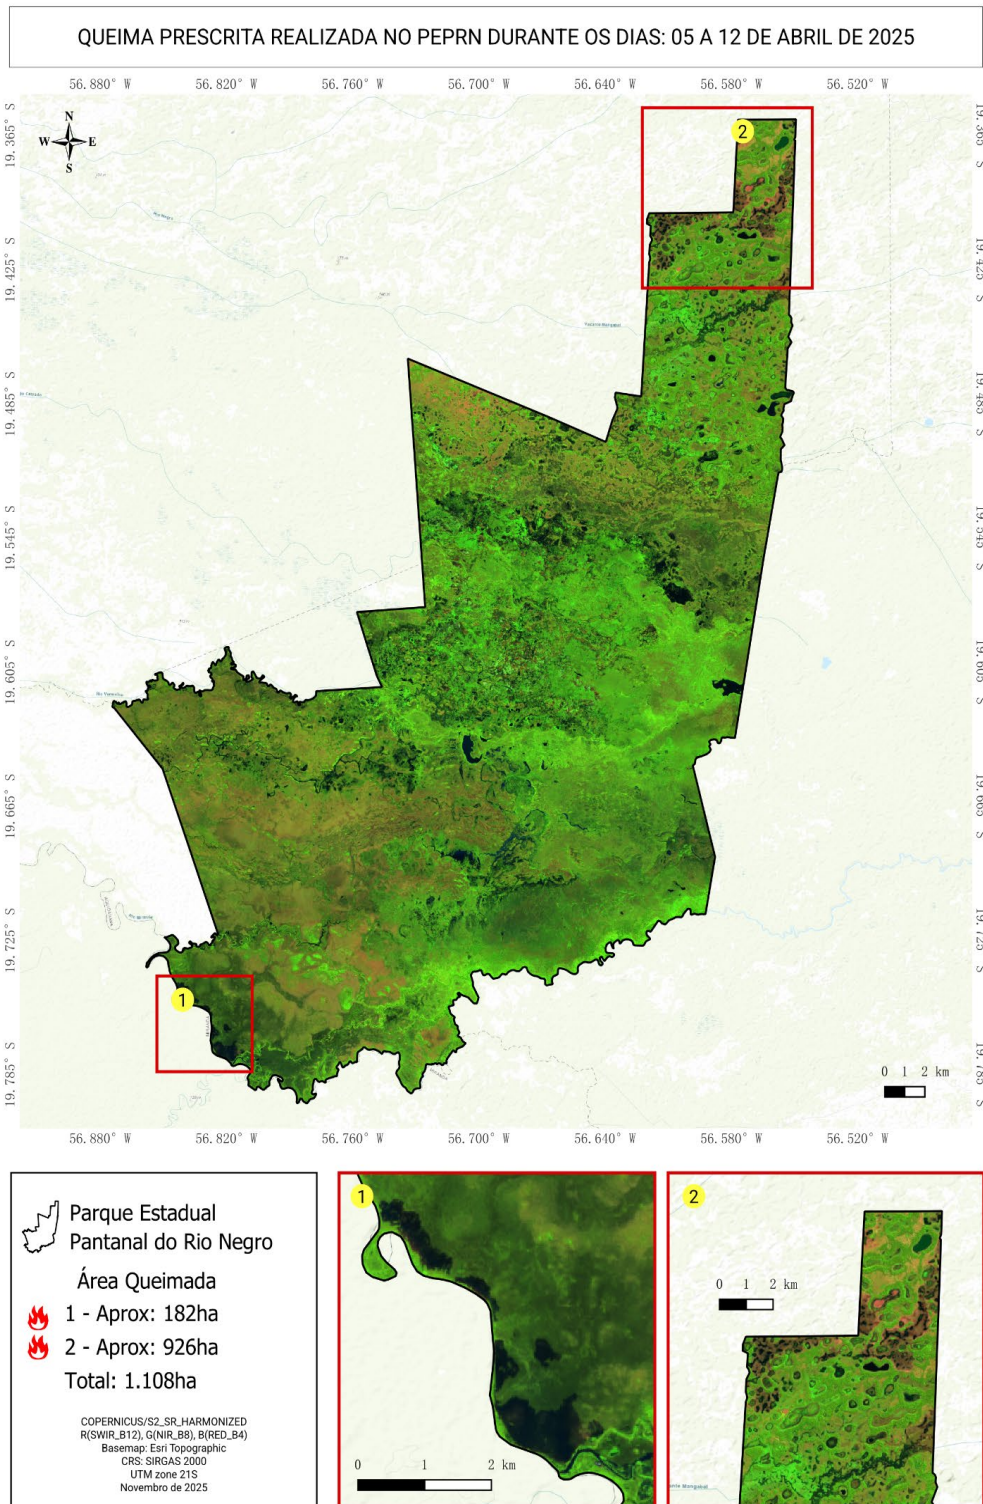 QUEIMA PRESCRITA REALIZADA NO PEPRN DURANTE OS DIAS: 05 A 12 DE ABRIL DE 2025
56.880° W 56.820° W 56.760° W 56.700° W 56.640° W 56.580° W 56.520° W
N
W E
S
19.365° S
19.425° S
19.485° S
19.545° S
19.605° S
19.665° S
19.725° S
19.785° S
2
Rio Negro
1
0 1 2 km
56.880° W 56.820° W 56.760° W 56.700° W 56.640° W 56.580° W 56.520° W
Parque Estadual
Pantanal do Rio Negro
Área Queimada
1 - Aprox: 182ha
2 - Aprox: 926ha
Total: 1.108ha
COPERNICUS/S2_SR_HARMONIZED
R(SWIR_B12), G(NIR_B8), B(RED_B4)
Basemap: Esri Topographic
CRS: SIRGAS 2000
UTM zone 21S
Novembro de 2025
1
0 1 2 km
2
0 1 2 km